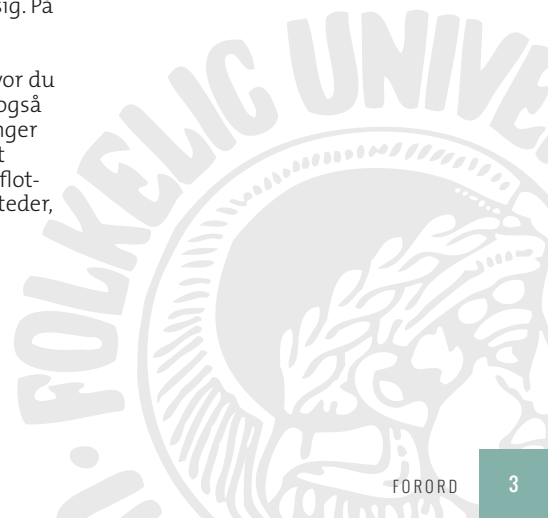 sig. På
vor du
også
nger
t
flot-
teder,
FOLKELIG UNIVE
FORORD 3